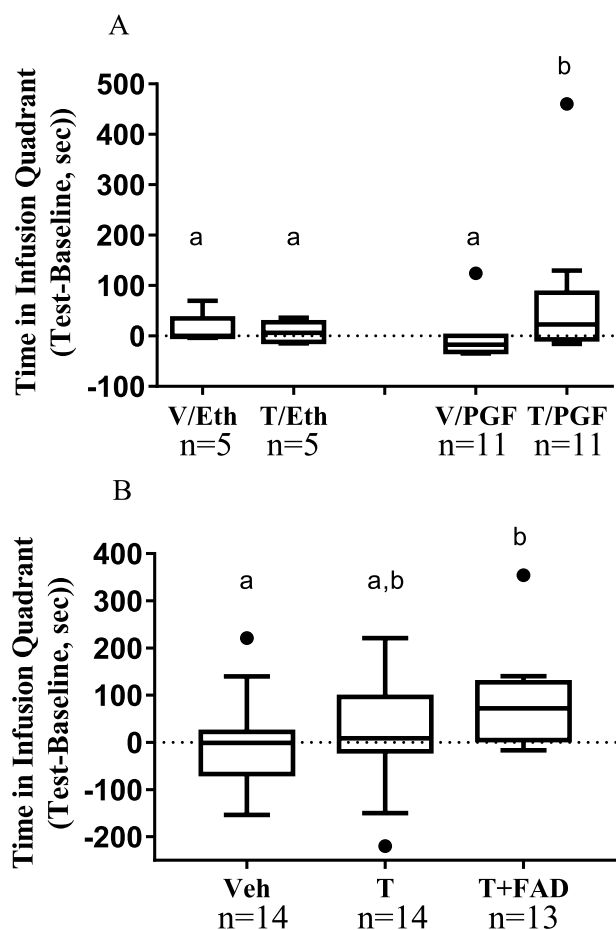 A
b
500
400
300
200
100
0
-100
Time in Infusion Quadrant
(Test-Baseline, sec))
a
a
a
V/Eth
T/Eth
V/PGF
T/PGF
n=5
n=5
n=11
n=11
B
b
400
300
200
100
0
-100
-200
Time in Infusion Quadrant
(Test-Baseline, sec))
a
a,b
Veh
T
T+FAD
n=14
n=14
n=13